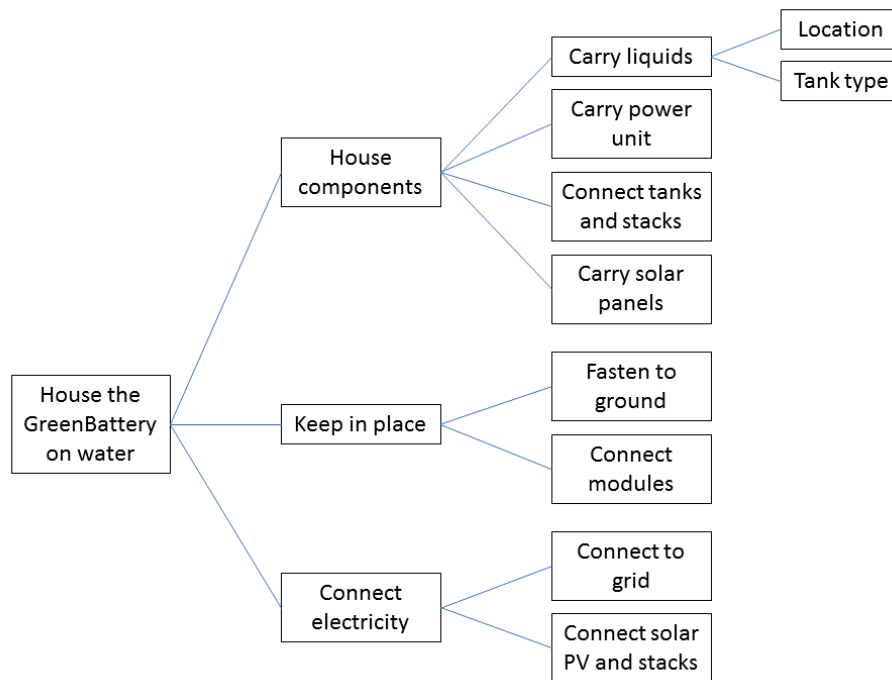 House the
GreenBattery
on water
House
components
Carry liquids
Location
Tank type
Carry power
unit
Connect tanks
and stacks
Carry solar
panels
Keep in place
Fasten to
ground
Connect
modules
Connect
electricity
Connect to
grid
Connect solar
PV and stacks